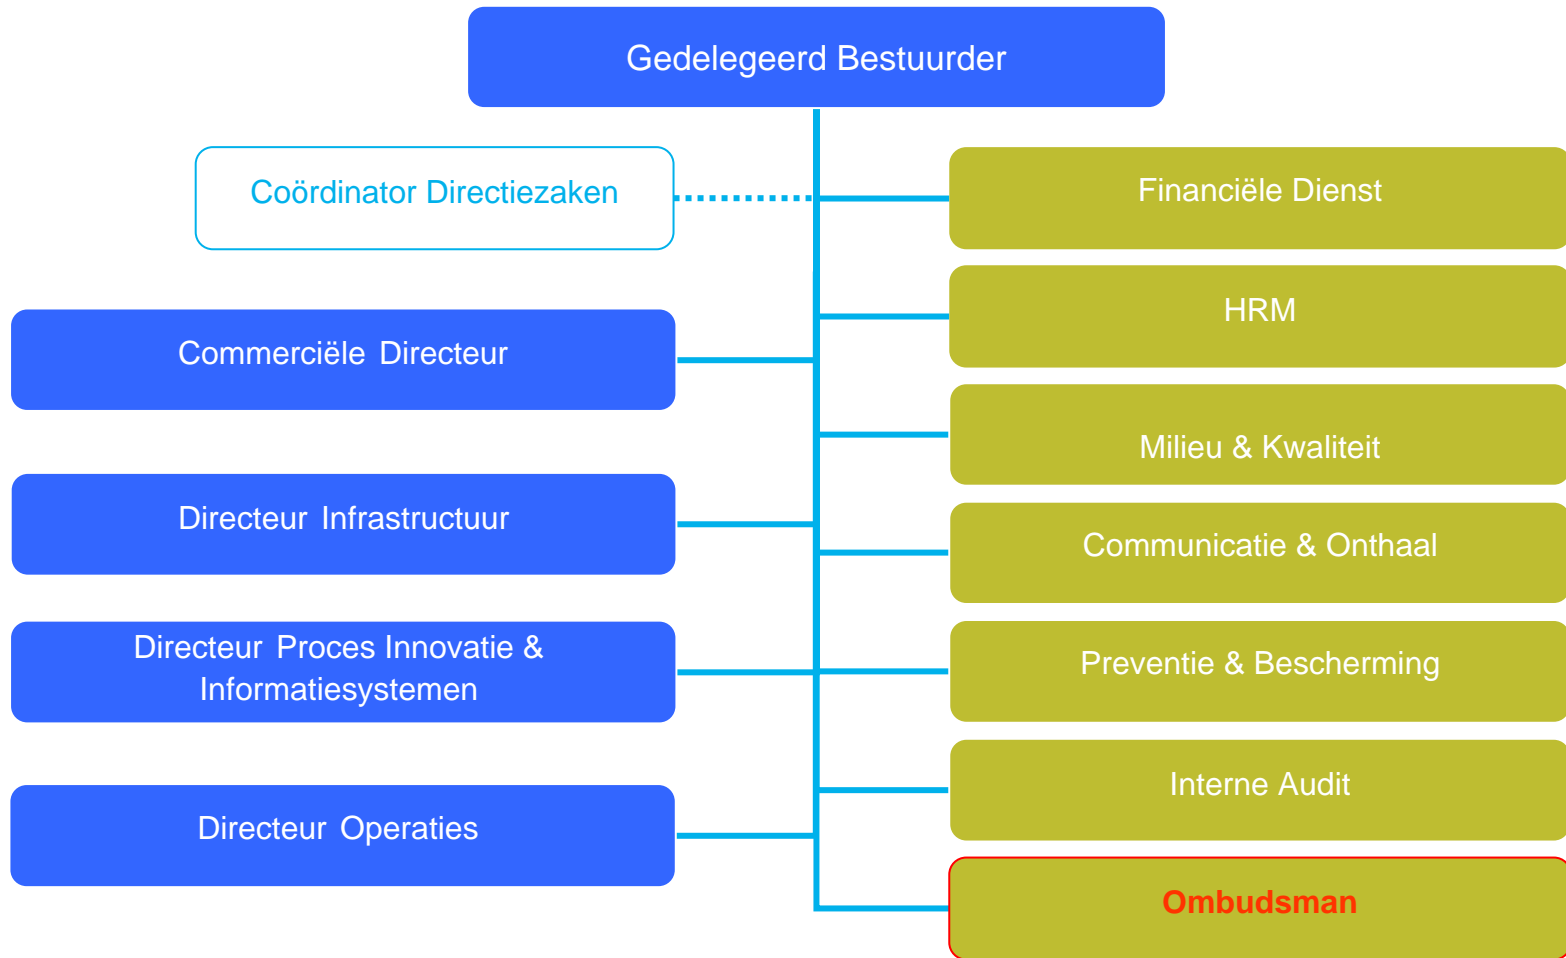 Gedelegeerd Bestuurder
Coördinator Directiezaken
Financiële Dienst
HRM
Commerciële Directeur
Milieu & Kwaliteit
Directeur Infrastructuur
Communicatie & Onthaal
Directeur Proces Innovatie &
Informatiesystemen
Preventie & Bescherming
Interne Audit
Directeur Operaties
Ombudsman